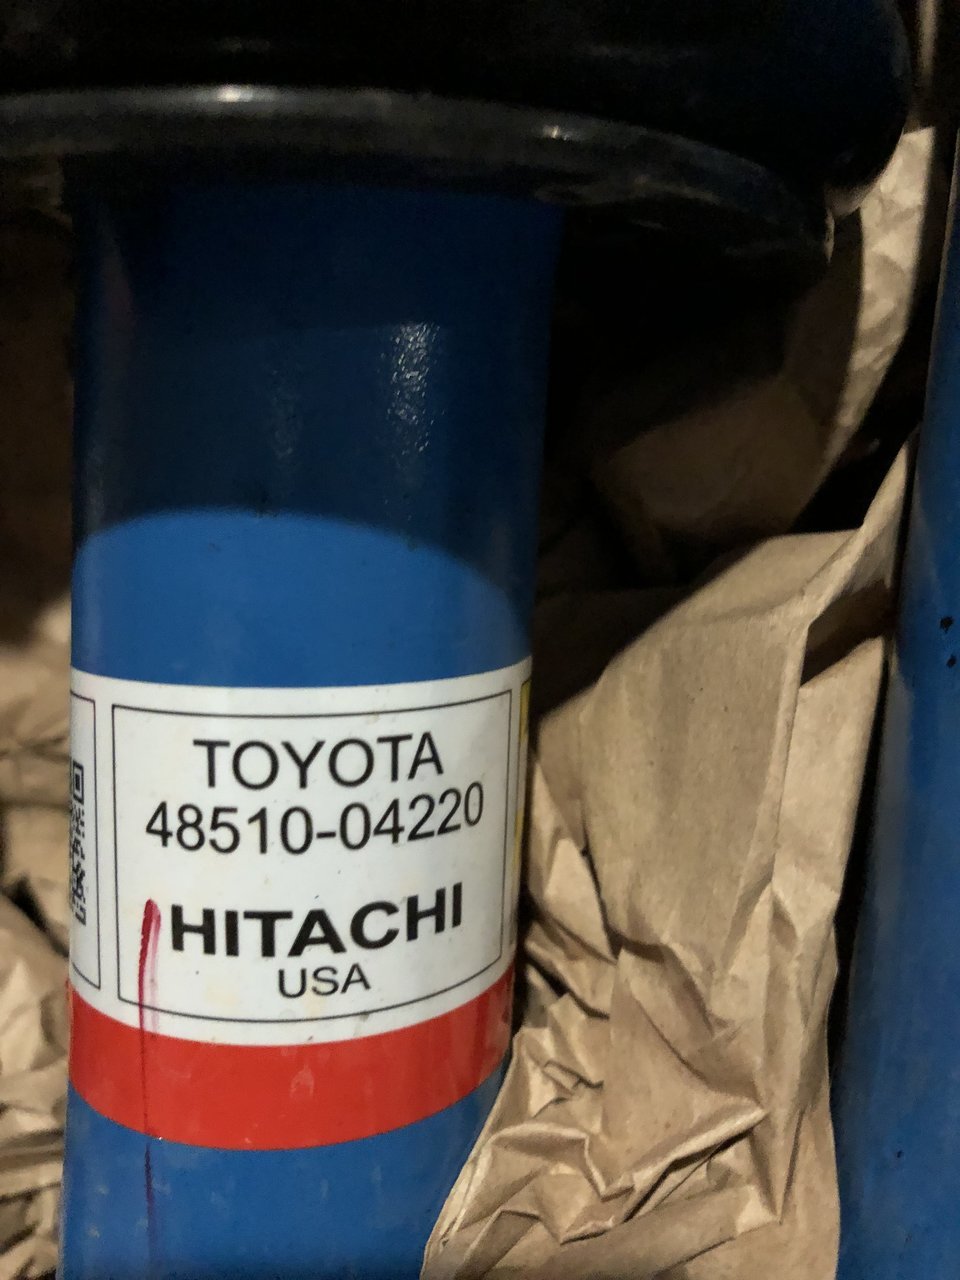 TOYOTA
48510-04220
HITACHI
USA